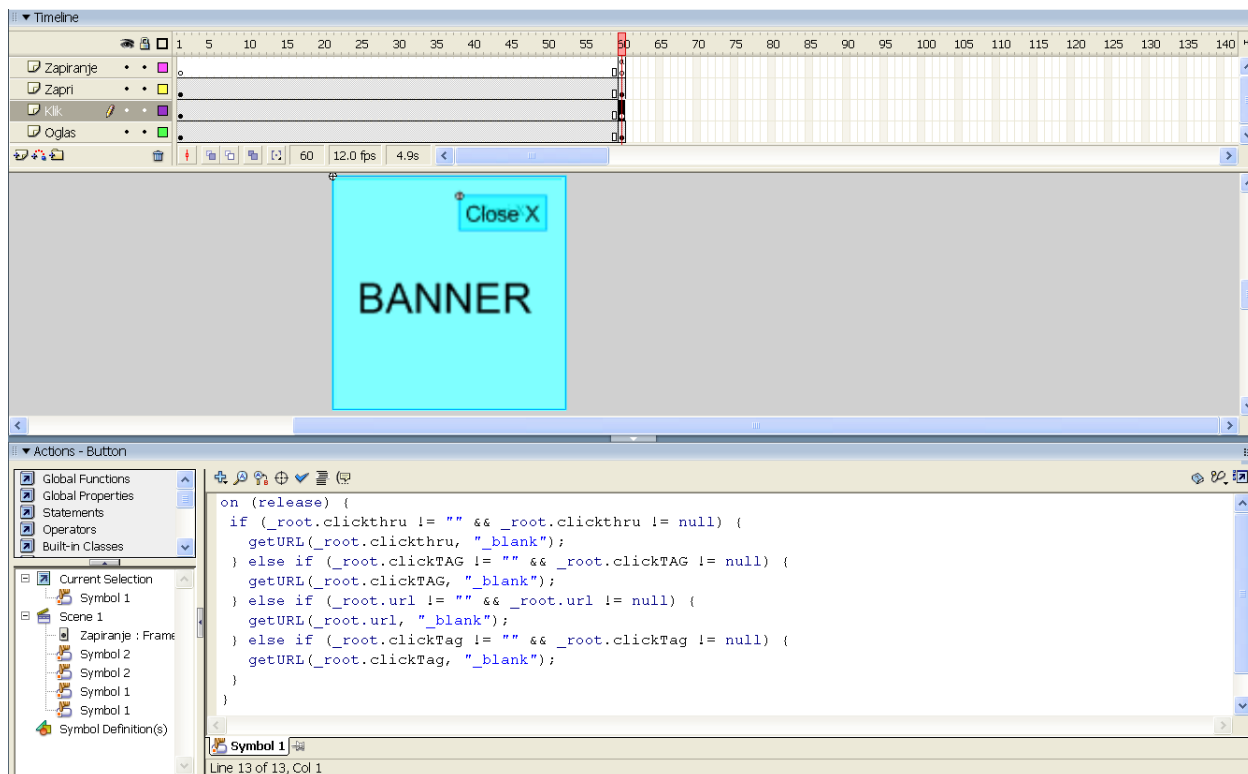 Timeline
1 5 10 15 20 25 30 35 40 45 50 55 60 65 70 75 80 85 90 95 100 105 110 115 120 125 130 135 140
Zapiranje
Zapri
Klik
Oglas
60 12.0 fps 4.9s
Close X
BANNER
Actions - Button
Global Functions
Global Properties
Statements
Operators
Built-in Classes
Current Selection
Symbol 1
Scene 1
Zapiranje : Frame
Symbol 2
Symbol 2
Symbol 1
Symbol 1
Symbol Definition(s)
on (release) {
if (_root.clickthru != "" && _root.clickthru != null) {
getURL(_root.clickthru, "_blank");
} else if (_root.clickTAG != "" && _root.clickTAG != null) {
getURL(_root.clickTAG, "_blank");
} else if (_root.url != "" && _root.url != null) {
getURL(_root.url, "_blank");
} else if (_root.clickTag != "" && _root.clickTag != null) {
getURL(_root.clickTag, "_blank");
}
}
Symbol 1
Line 13 of 13, Col 1